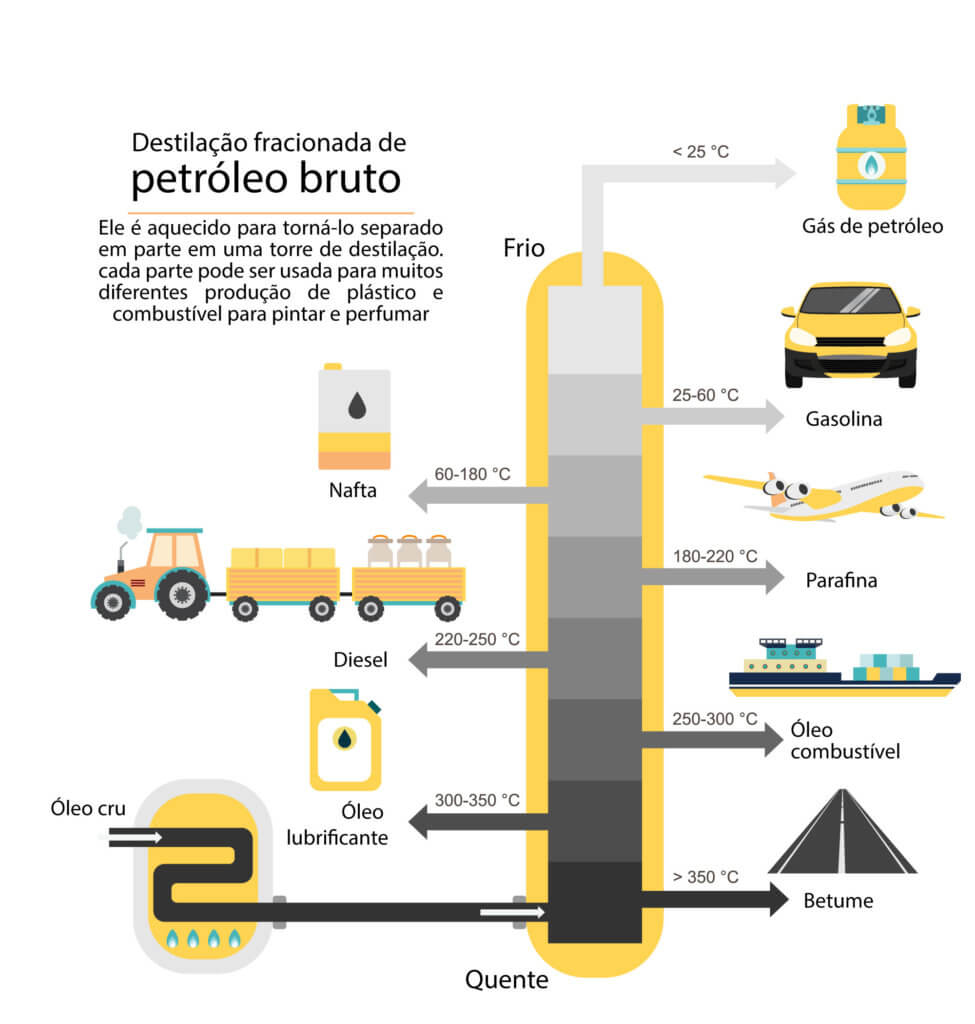 Destilação fracionada de
petróleo bruto
Ele é aquecido para torná-lo separado
em parte em uma torre de destilação.
cada parte pode ser usada para muitos
diferentes produção de plástico e
combustível para pintar e perfumar
< 25 °C
Gás de petróleo
Frio
25-60 °C
Gasolina
60-180 °C
Nafta
180-220 °C
Parafina
220-250 °C
Diesel
250-300 °C
Óleo
combustível
300-350 °C
Óleo
lubrificante
Óleo cru
> 350 °C
Betume
Quente